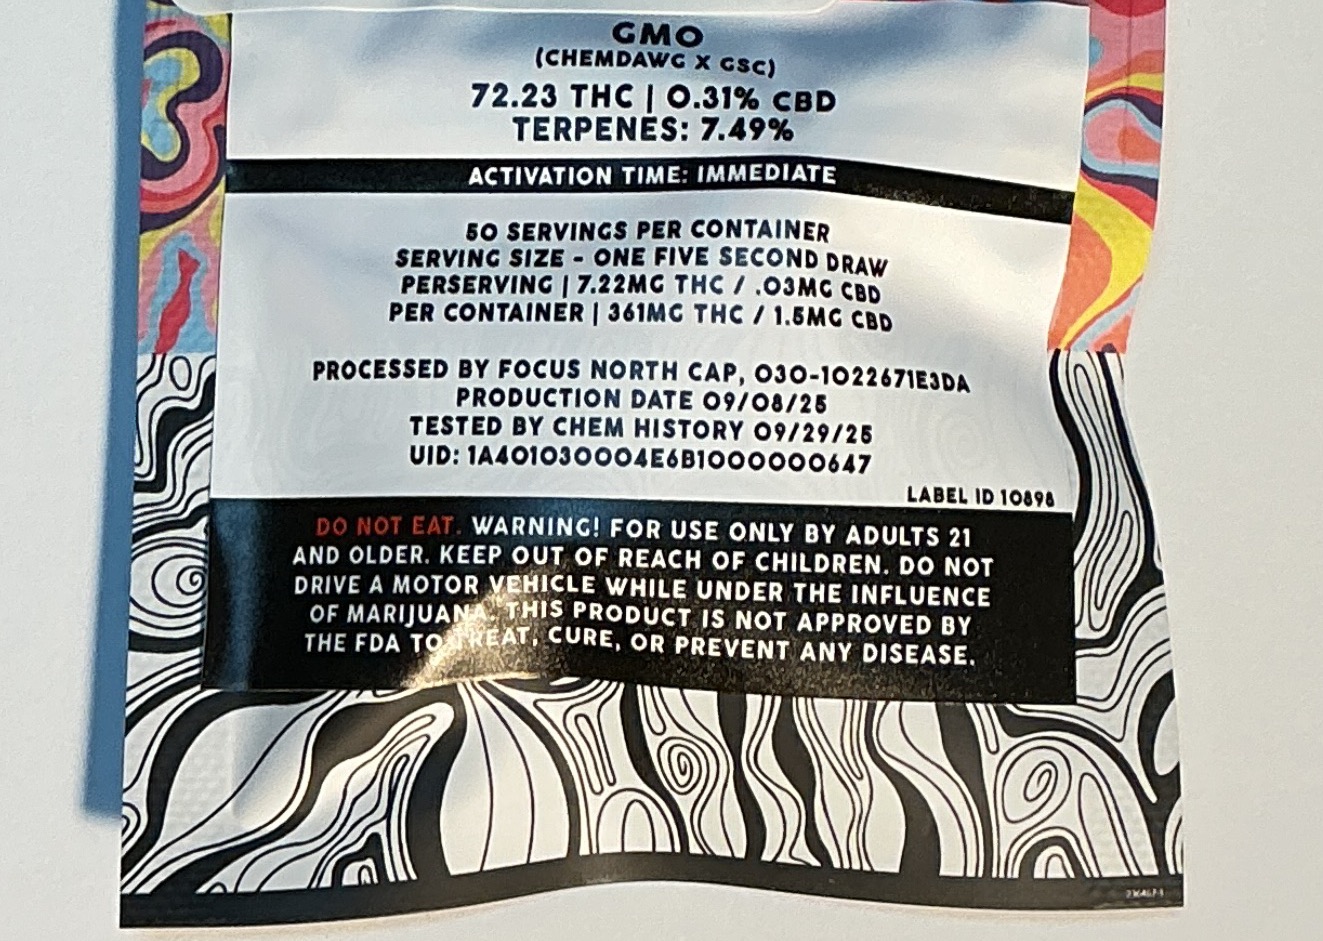 GMO
(CHEMDAWG X GSC)
72.23 THC | 0.31% CBD
TERPENES: 7.49%
ACTIVATION TIME: IMMEDIATE
50 SERVINGS PER CONTAINER
SERVING SIZE - ONE FIVE SECOND DRAW
PERSERVING | 7.22MG THC / .03MG CBD
PER CONTAINER | 361MG THC / 1.5MG CBD
PROCESSED BY FOCUS NORTH CAP, 030-1022671E3DA
PRODUCTION DATE 09/08/25
TESTED BY CHEM HISTORY 09/29/25
UID: 1A401030004E6B1000000647
LABEL ID 10898
DO NOT EAT. WARNING! FOR USE ONLY BY ADULTS 21
AND OLDER. KEEP OUT OF REACH OF CHILDREN. DO NOT
DRIVE A MOTOR VEHICLE WHILE UNDER THE INFLUENCE
OF MARIJUANA. THIS PRODUCT IS NOT APPROVED BY
THE FDA TO TREAT, CURE, OR PREVENT ANY DISEASE.